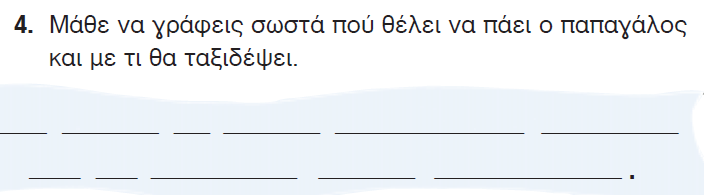 4. Μάθε να γράφεις σωστά πού θέλει να πάει ο παπαγάλος
και με τι θα ταξιδέψει.